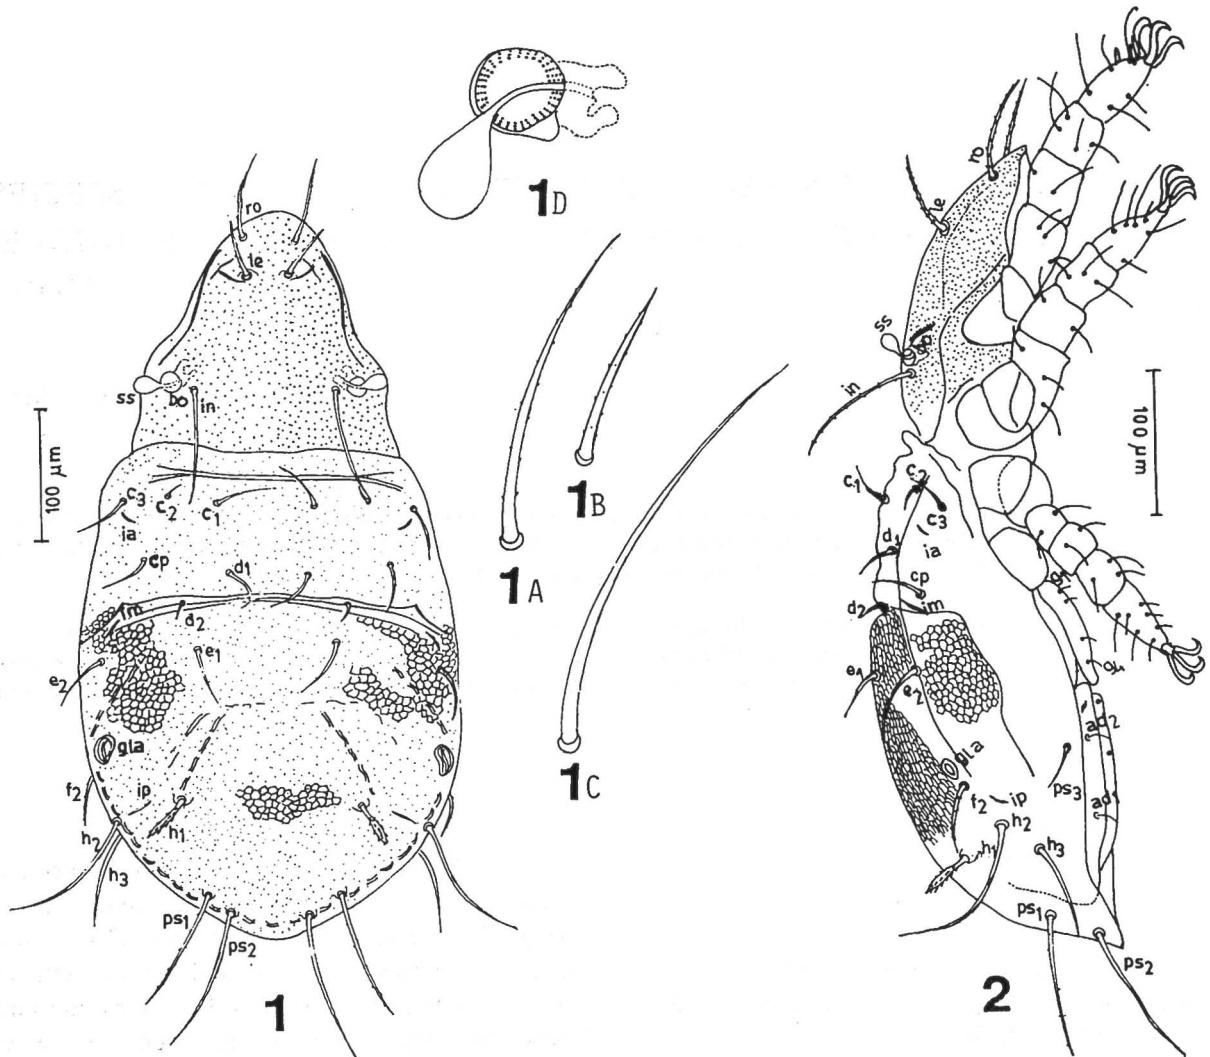 1D
ro
le
ss
bo
in
100 µm
c3
c2
c1
ia
cp
d1
im
d2
e1
e2
gla
f2
ip
h1
h2
h3
ps1
ps2
1
1A
1B
1C
ro
le
ss
bo
in
100 µm
c1
c2
c3
d1
ia
cp
d2
im
e1
e2
gla
f2
ip
h2
h1
h3
ps3
ad2
ad1
ps1
ps2
2